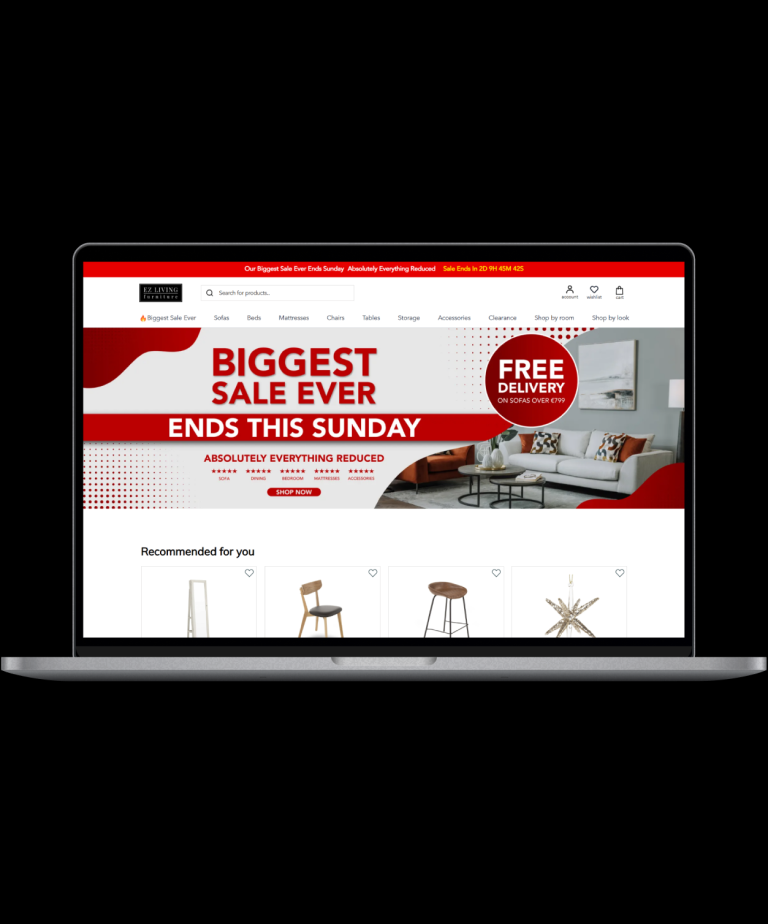 Our Biggest Sale Ever Ends Sunday Absolutely Everything Reduced Sale Ends In 2D 9H 45M 42S
EZ LIVING
furniture
Search for products..
account
wishlist
cart
Biggest Sale Ever Sofas Beds Mattresses Chairs Tables Storage Accessories Clearance Shop by room Shop by look
BIGGEST
SALE EVER
ENDS THIS SUNDAY
FREE
DELIVERY
ON SOFAS OVER €799
ABSOLUTELY EVERYTHING REDUCED
SOFA DINING BEDROOM MATTRESSES ACCESSORIES
SHOP NOW
Recommended for you